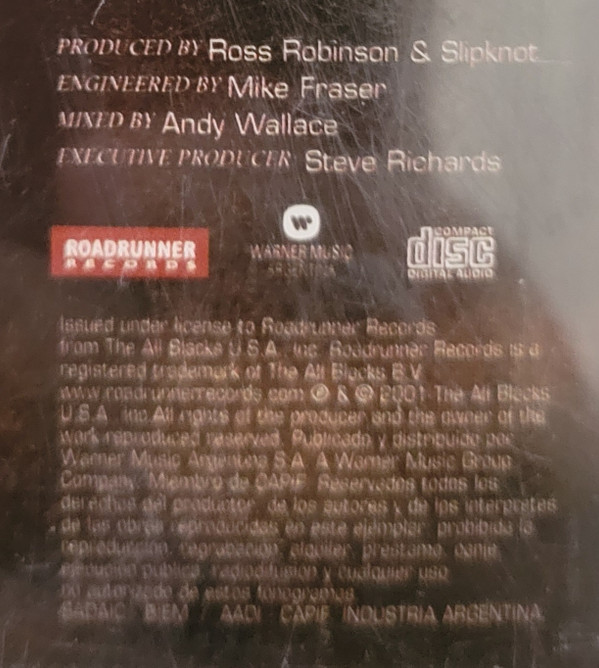 PRODUCED BY Ross Robinson & Slipknot
ENGINEERED BY Mike Fraser
MIXED BY Andy Wallace
EXECUTIVE PRODUCER Steve Richards
ROADRUNNER
RECORDS
WARNER MUSIC
ARGENTINA
COMPACT
disc
DIGITAL AUDIO
Issued under license to Roadrunner Records
from The All Blacks U.S.A., Inc. Roadrunner Records is a
registered trademark of The All Blacks B.V.
www.roadrunnerrecords.com ℗ & © 2001 The All Blacks
U.S.A., Inc. All rights of the producer and the owner of the
work reproduced reserved. Publicado y distribuido por
Warner Music Argentina S.A. A Warner Music Group
Company. Miembro de CAPIF. Reservados todos los
derechos del productor, de los autores y de los intérpretes
de las obras reproducidas en este ejemplar. prohibida la
reproducción, regrabación, alquiler, préstamo, canje,
ejecución pública, radiodifusión y cualquier uso
no autorizado de estos fonogramas.
SADAIC BIEM AADI CAPIF INDUSTRIA ARGENTINA